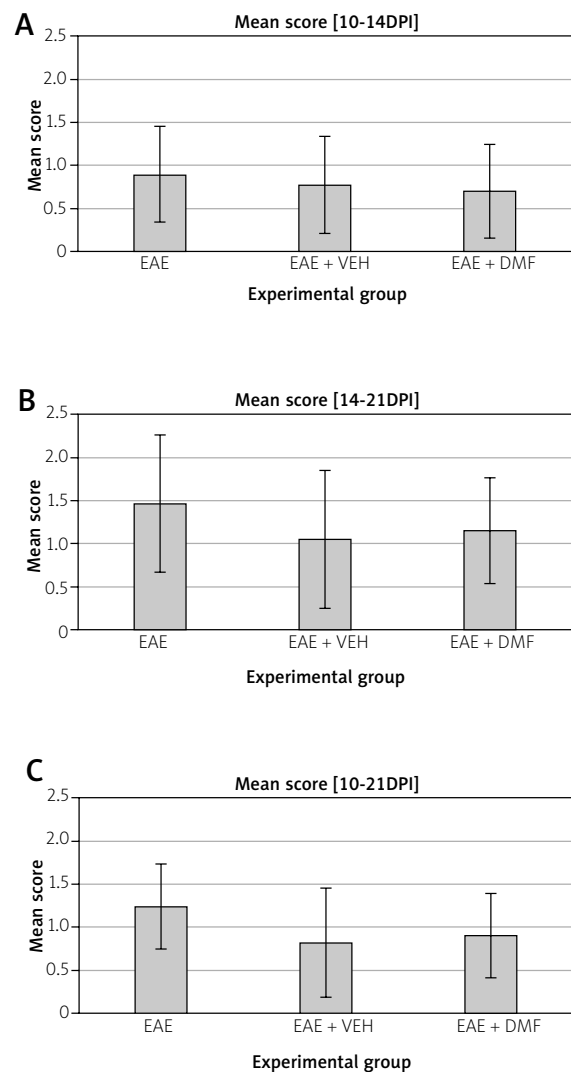 A
Mean score [10-14DPI]
2.5
2.0
1.5
1.0
0.5
0
Mean score
EAE
EAE + VEH
EAE + DMF
Experimental group
B
Mean score [14-21DPI]
2.5
2.0
1.5
1.0
0.5
0
Mean score
EAE
EAE + VEH
EAE + DMF
Experimental group
C
Mean score [10-21DPI]
2.5
2.0
1.5
1.0
0.5
0
Mean score
EAE
EAE + VEH
EAE + DMF
Experimental group